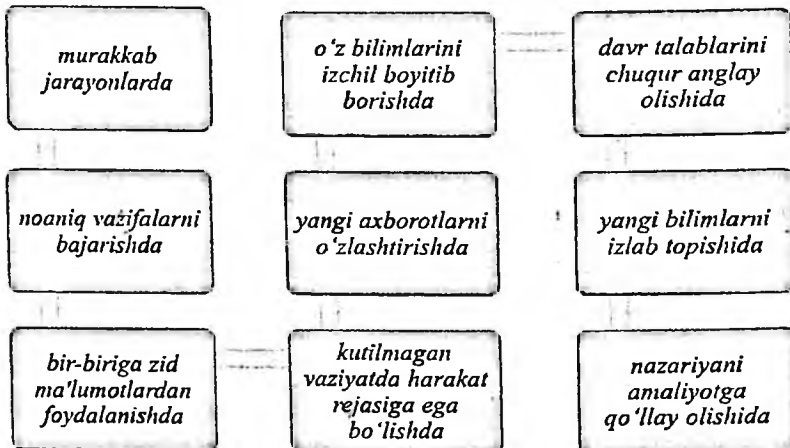 murakkab
jarayonlarda
noaniq vazifalarni
bajarishda
bir-biriga zid
ma'lumotlardan
foydalanishda
kutilmagan
vaziyatda harakat
rejasiga ega
bo‘lishda
yangi axborotlarni
o‘zlashtirishda
o‘z bilimlarini
izchil boyitib
borishda
davr talablarini
chuqur anglay
olishida
yangi bilimlarni
izlab topishida
nazariyani
amaliyotga
qo‘llay olishida